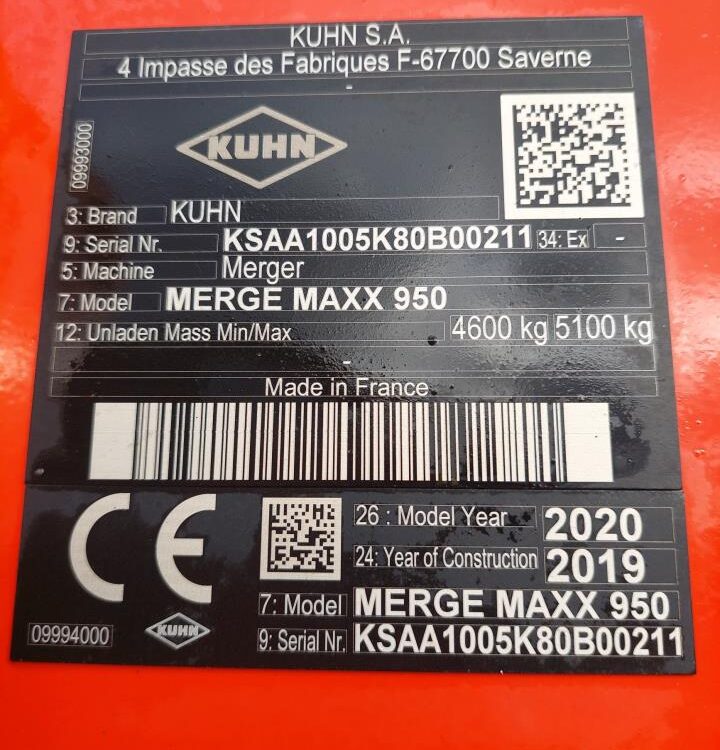 KUHN S.A.
4 Impasse des Fabriques F-67700 Saverne
-
09993000
KUHN
3: Brand KUHN
9: Serial Nr. KSAA1005K80B00211 34: Ex -
5: Machine Merger
7: Model MERGE MAXX 950
12: Unladen Mass Min/Max 4600 kg 5100 kg
-
Made in France
CE
26 : Model Year 2020
24: Year of Construction 2019
7: Model MERGE MAXX 950
09994000 KUHN 9: Serial Nr. KSAA1005K80B00211